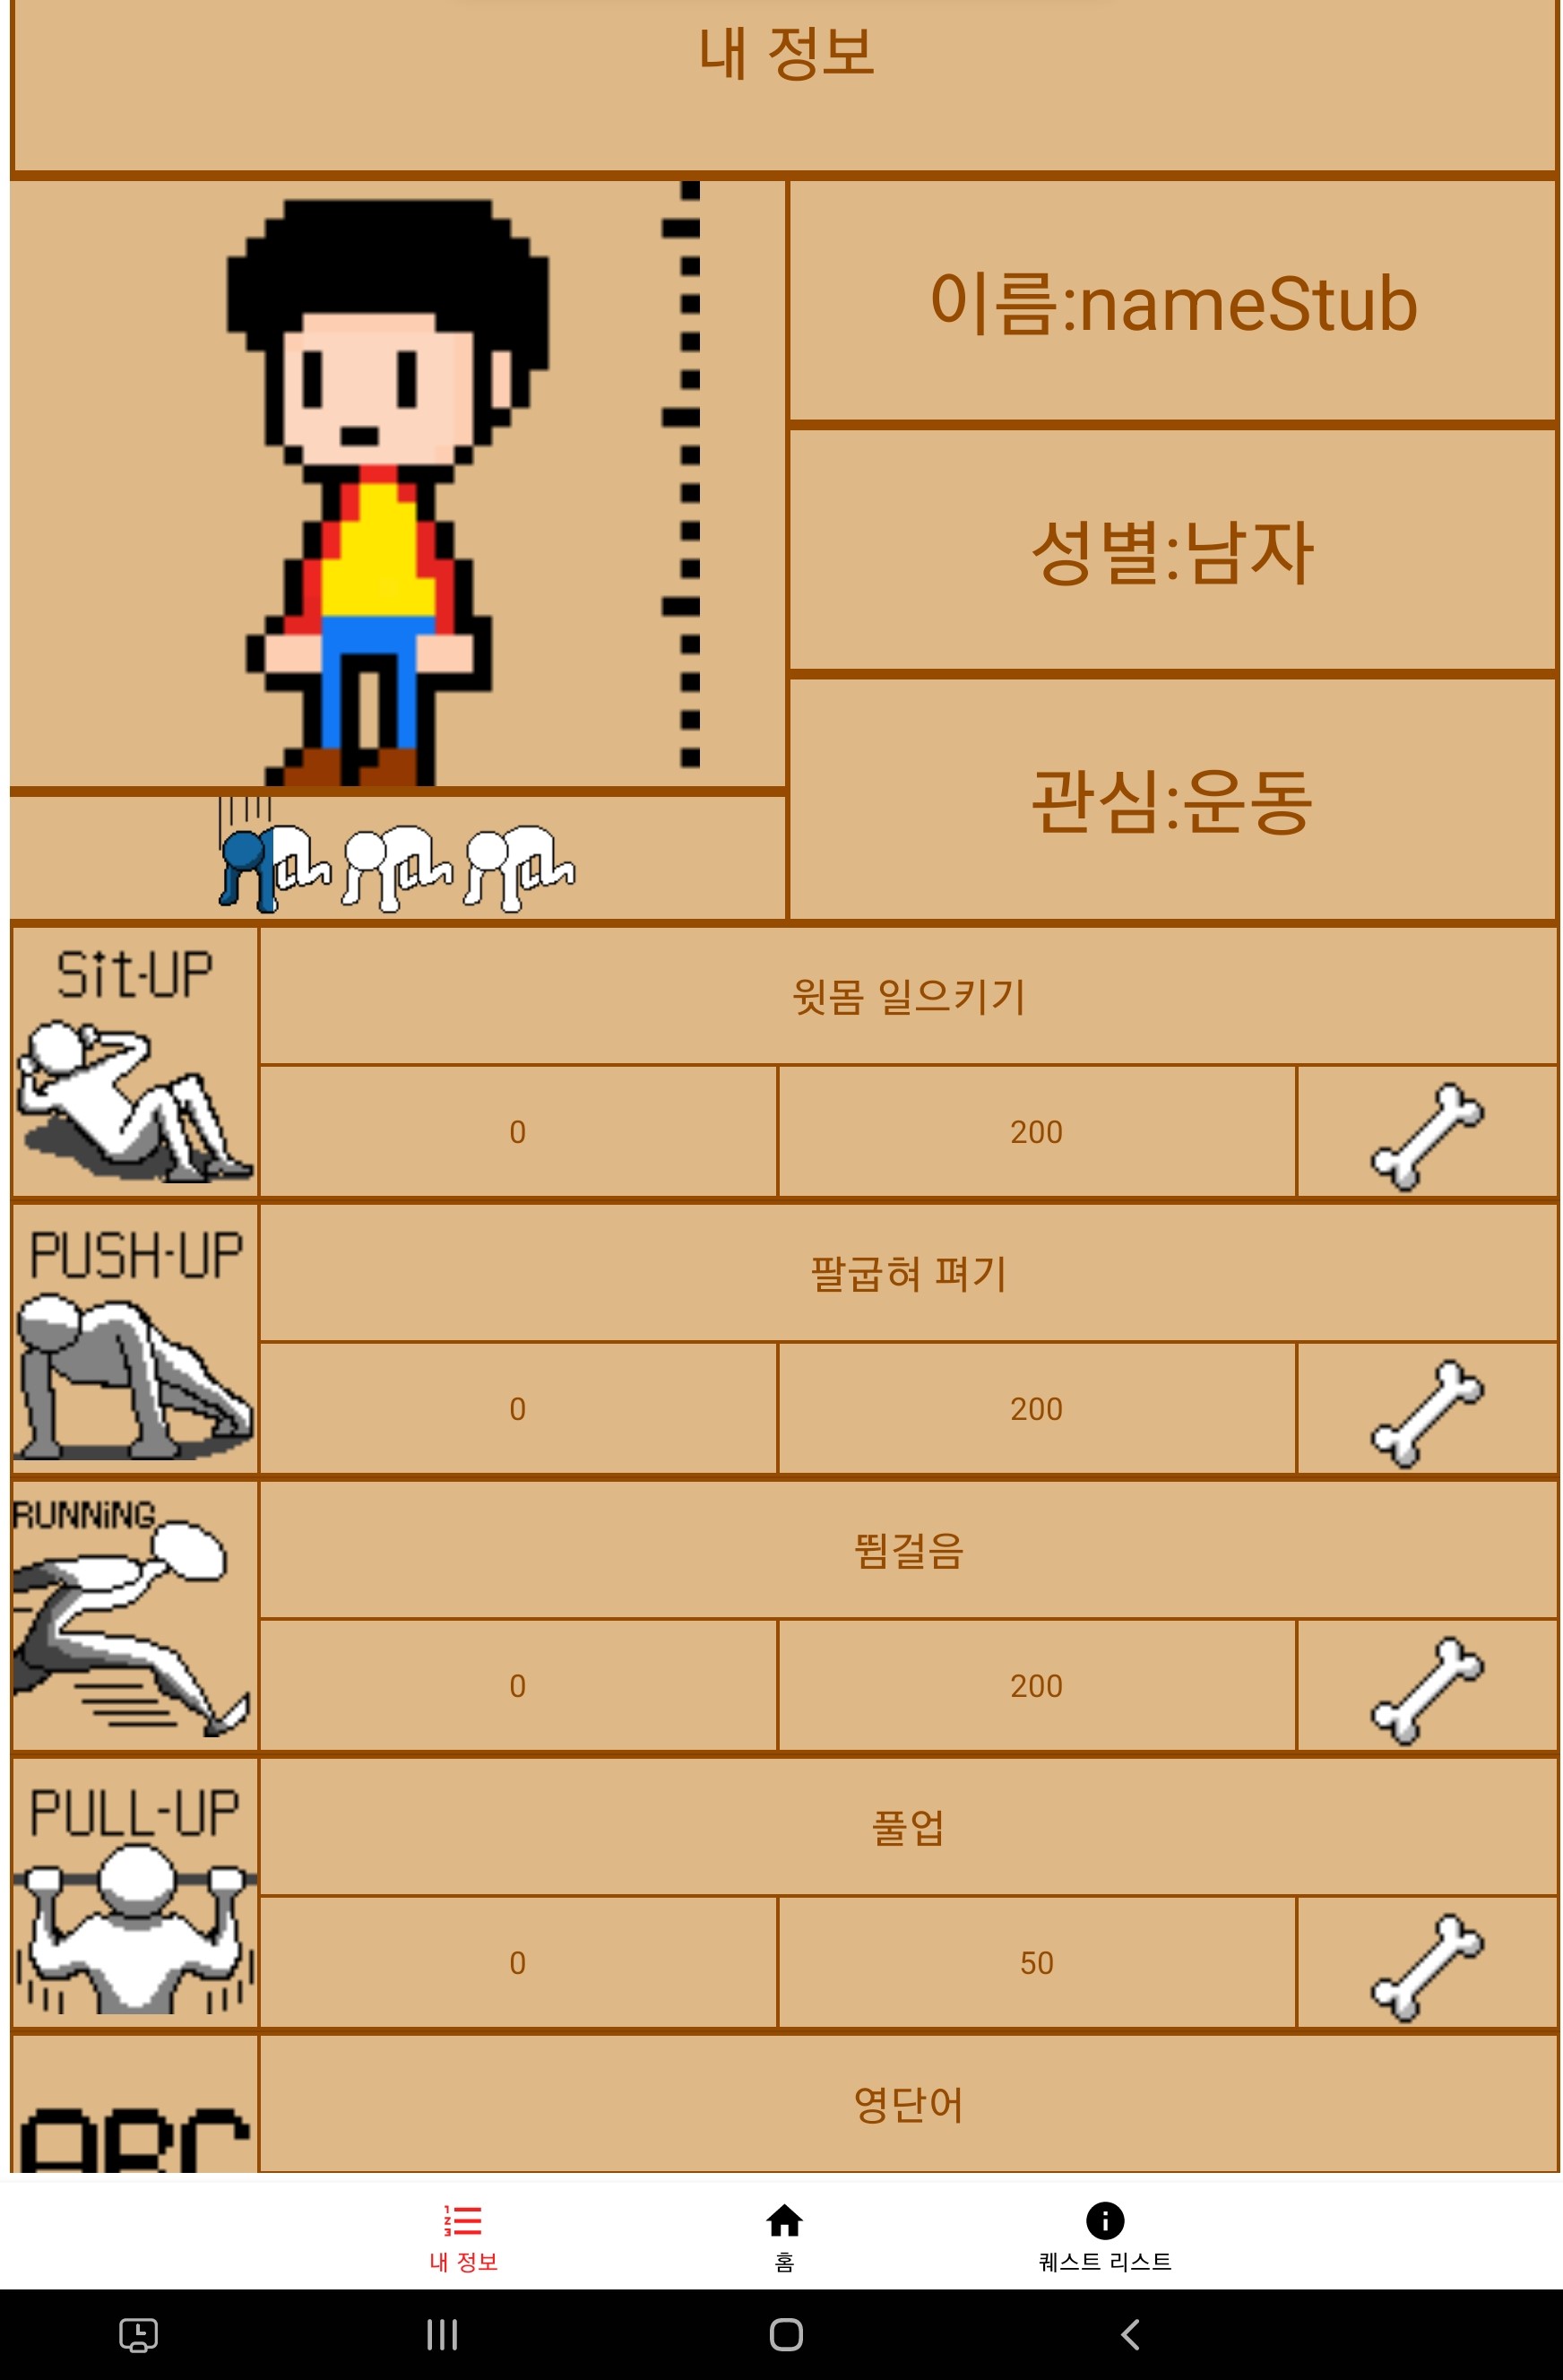 내 정보
이름:nameStub
성별:남자
관심:운동
Sit-UP
윗몸 일으키기
0
200
PUSH-UP
팔굽혀 펴기
0
200
RUNNiNG
뜀걸음
0
200
PULL-UP
풀업
0
50
ABC
영단어
내 정보
홈
퀘스트 리스트